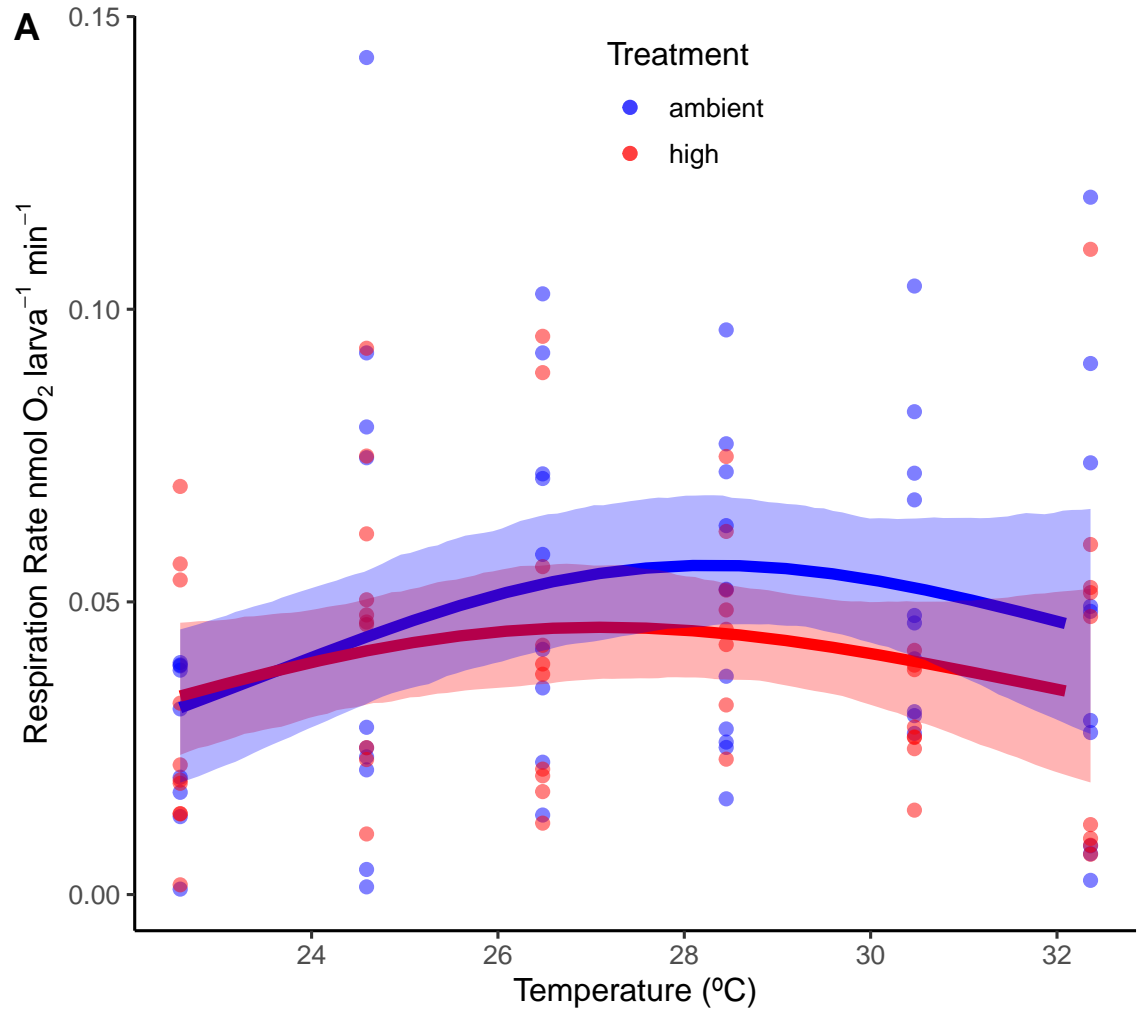 A
Treatment
ambient
high
0.15
0.10
0.05
0.00
Respiration Rate nmol O₂ larva⁻¹ min⁻¹
24 26 28 30 32
Temperature (ºC)